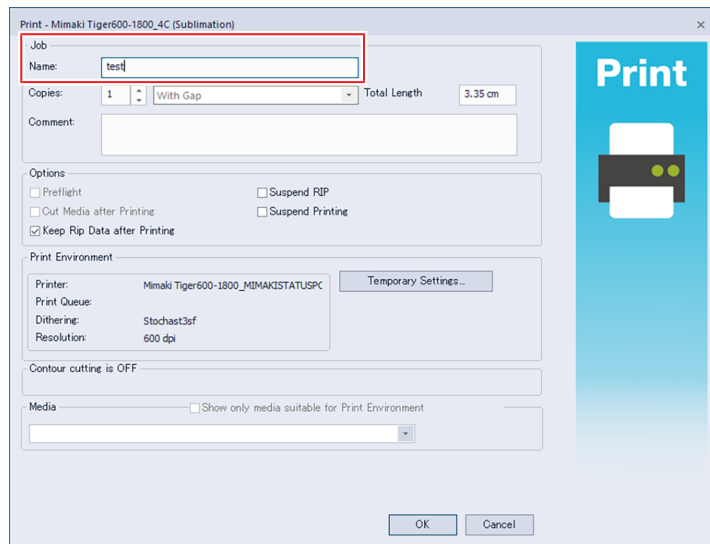 Print - Mimaki Tiger600-1800_4C (Sublimation)
Job
Name: test
Print
Copies: 1 With Gap Total Length 3.35 cm
Comment:
Options
Preflight Suspend RIP
Cut Media after Printing Suspend Printing
Keep Rip Data after Printing
Print Environment
Printer: Mimaki Tiger600-1800_MIMAKISTATUSPC Temporary Settings...
Print Queue:
Dithering: Stochast3sf
Resolution: 600 dpi
Contour cutting is OFF
Media Show only media suitable for Print Environment
OK Cancel